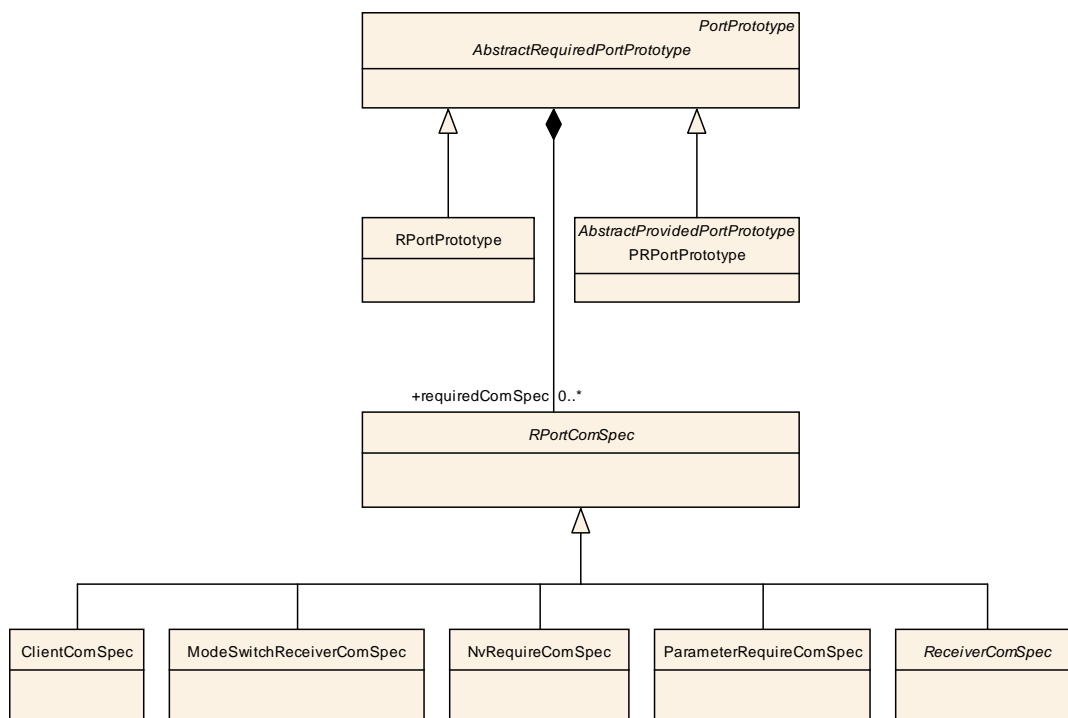 PortPrototype
AbstractRequiredPortPrototype
RPortPrototype
AbstractProvidedPortPrototype
PRPortPrototype
+requiredComSpec 0..*
RPortComSpec
ClientComSpec
ModeSwitchReceiverComSpec
NvRequireComSpec
ParameterRequireComSpec
ReceiverComSpec